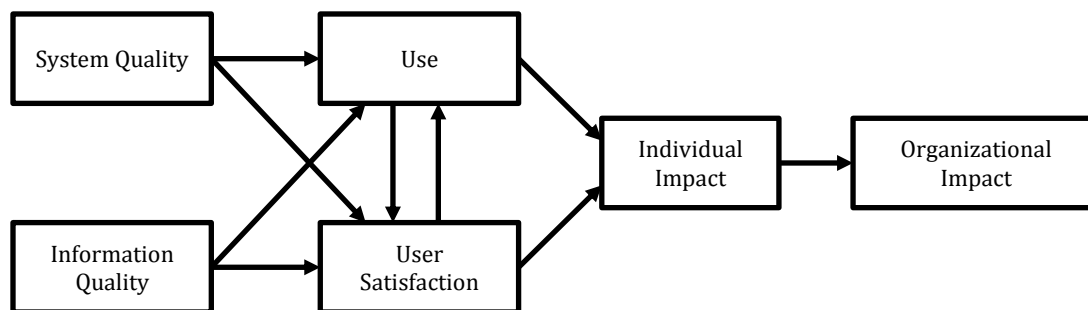 System Quality
Use
Individual
Impact
Organizational
Impact
Information
Quality
User
Satisfaction